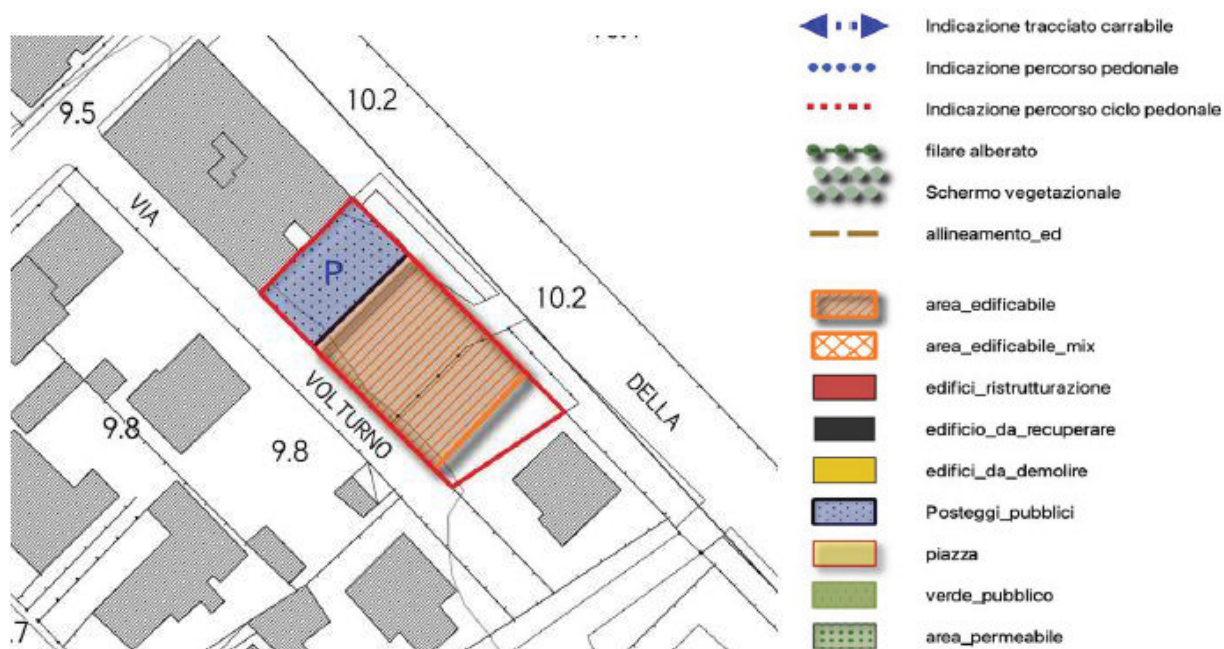 Indicazione tracciato carrabile
Indicazione percorso pedonale
Indicazione percorso ciclo pedonale
filare alberato
Schermo vegetazionale
allineamento_ed
area_edificabile
area_edificabile_mix
edifici_ristrutturazione
edificio_da_recuperare
edifici_da_demolire
Posteggi_pubblici
piazza
verde_pubblico
area_permeabile
10.2
9.5
VIA
P
10.2
DELLA
VOLTURNO
9.8
9.8
.7